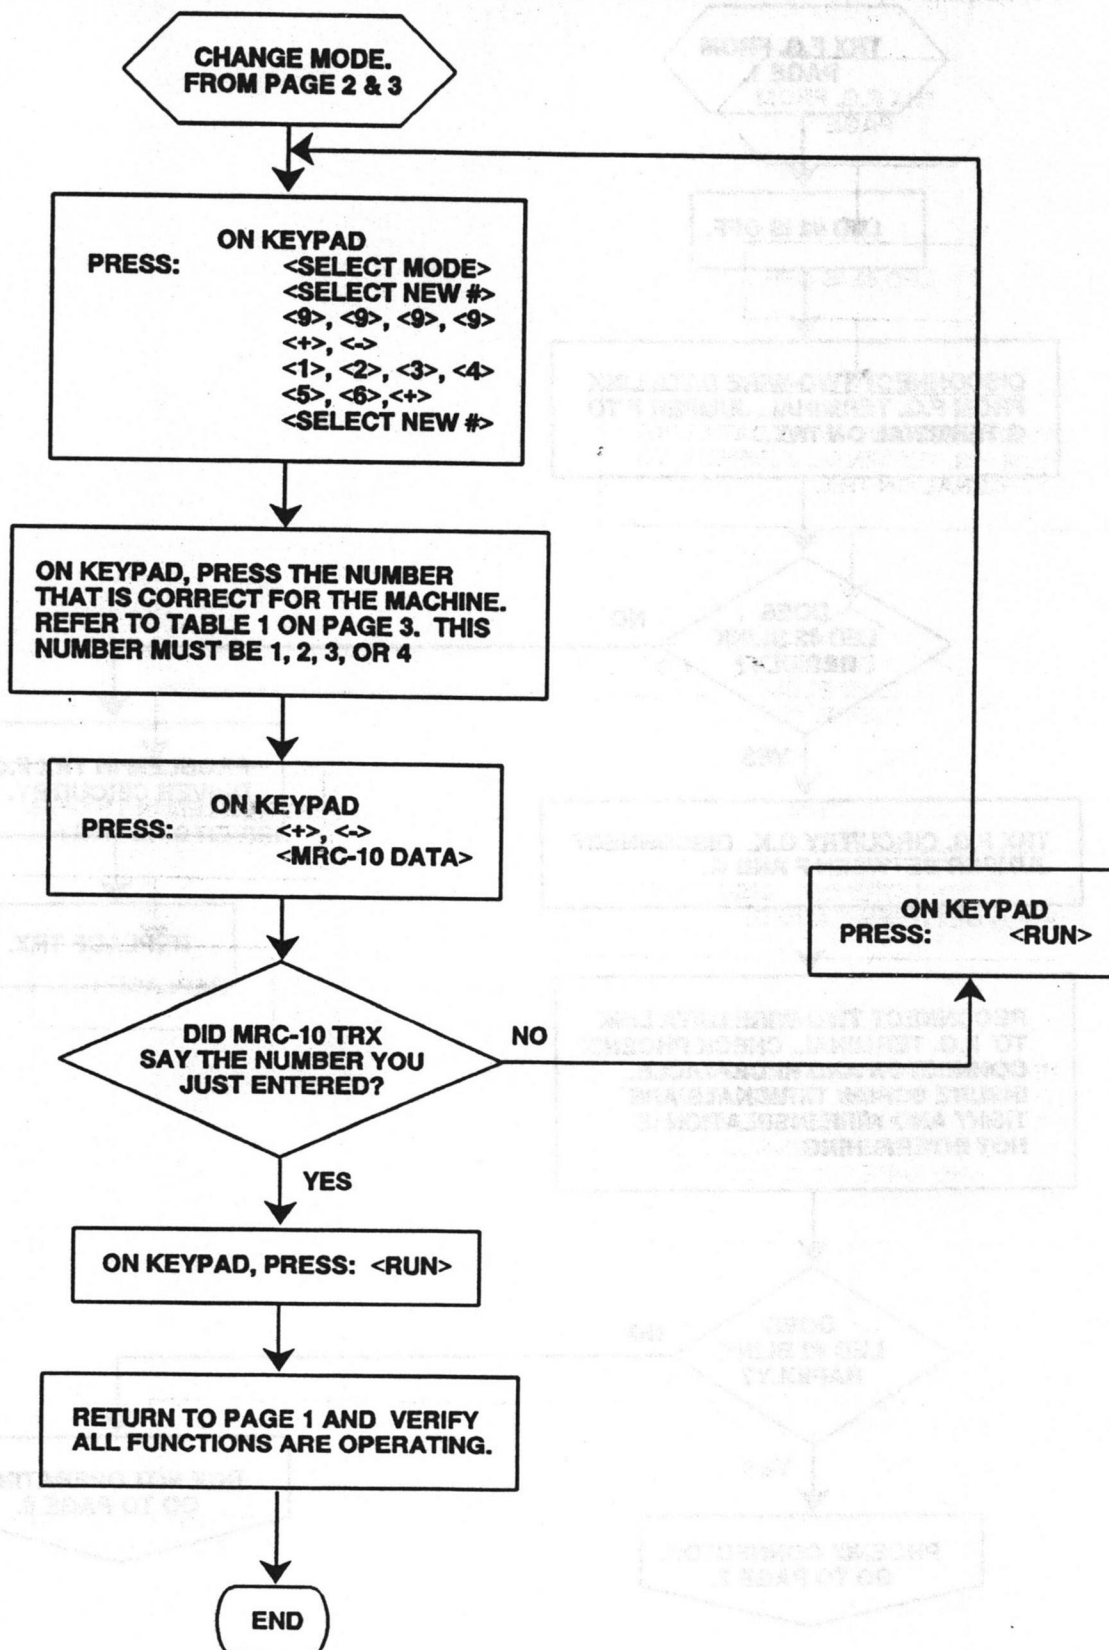 CHANGE MODE.
FROM PAGE 2 & 3
ON KEYPAD
PRESS: <SELECT MODE>
<SELECT NEW #>
<9>, <9>, <9>, <9>
<+>, <->
<1>, <2>, <3>, <4>
<5>, <6>,<+>
<SELECT NEW #>
ON KEYPAD, PRESS THE NUMBER
THAT IS CORRECT FOR THE MACHINE.
REFER TO TABLE 1 ON PAGE 3. THIS
NUMBER MUST BE 1, 2, 3, OR 4
ON KEYPAD
PRESS: <+>, <->
<MRC-10 DATA>
DID MRC-10 TRX
SAY THE NUMBER YOU
JUST ENTERED?
NO
ON KEYPAD
PRESS: <RUN>
YES
ON KEYPAD, PRESS: <RUN>
RETURN TO PAGE 1 AND VERIFY
ALL FUNCTIONS ARE OPERATING.
END